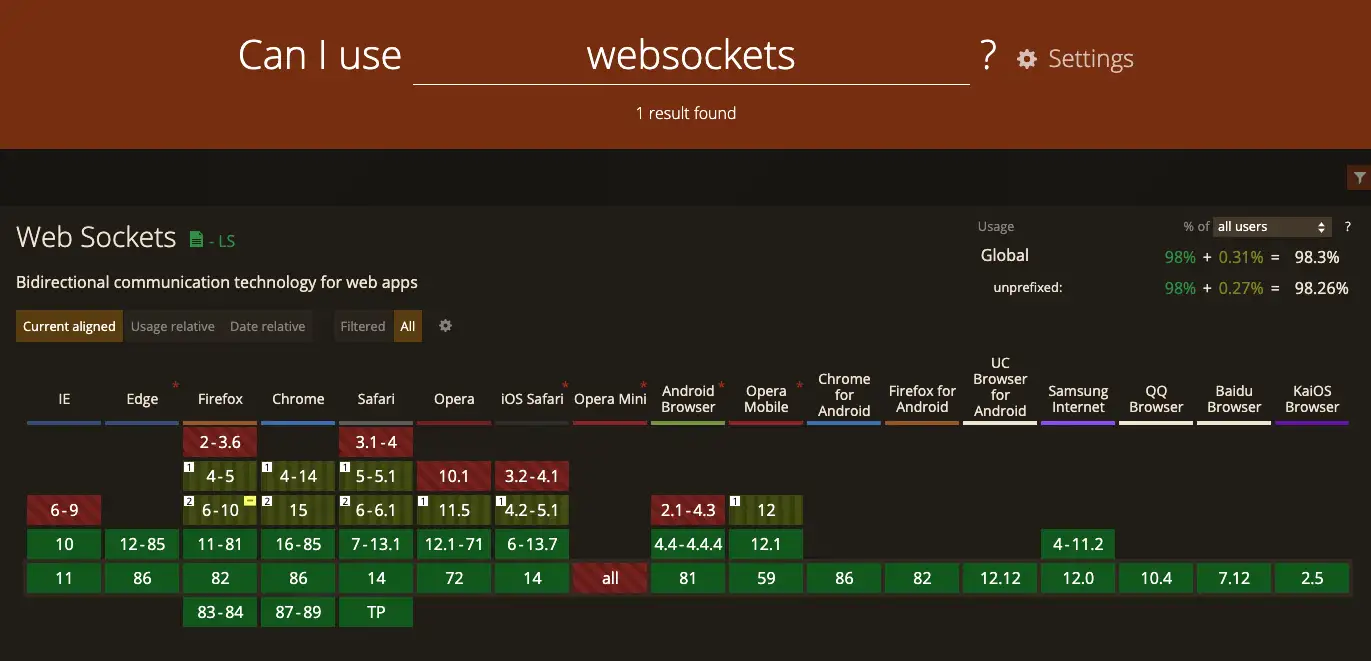 Can I use websockets ? Settings
1 result found
Web Sockets - LS
Usage % of all users ?
Global 98% + 0.31% = 98.3%
unprefixed: 98% + 0.27% = 98.26%
Bidirectional communication technology for web apps
Current aligned Usage relative Date relative Filtered All
IE Edge * Firefox Chrome Safari Opera iOS Safari * Opera Mini * Android Browser * Opera Mobile * Chrome for Android Firefox for Android UC Browser for Android Samsung Internet QQ Browser Baidu Browser KaiOS Browser
2-3.6 3.1-4
1 4-5 1 4-14 1 5-5.1 10.1 3.2-4.1
6-9 2 6-10 - 2 15 2 6-6.1 1 11.5 1 4.2-5.1 2.1-4.3 1 12
10 12-85 11-81 16-85 7-13.1 12.1-71 6-13.7 4.4-4.4.4 12.1 4-11.2
11 86 82 86 14 72 14 all 81 59 86 82 12.12 12.0 10.4 7.12 2.5
83-84 87-89 TP